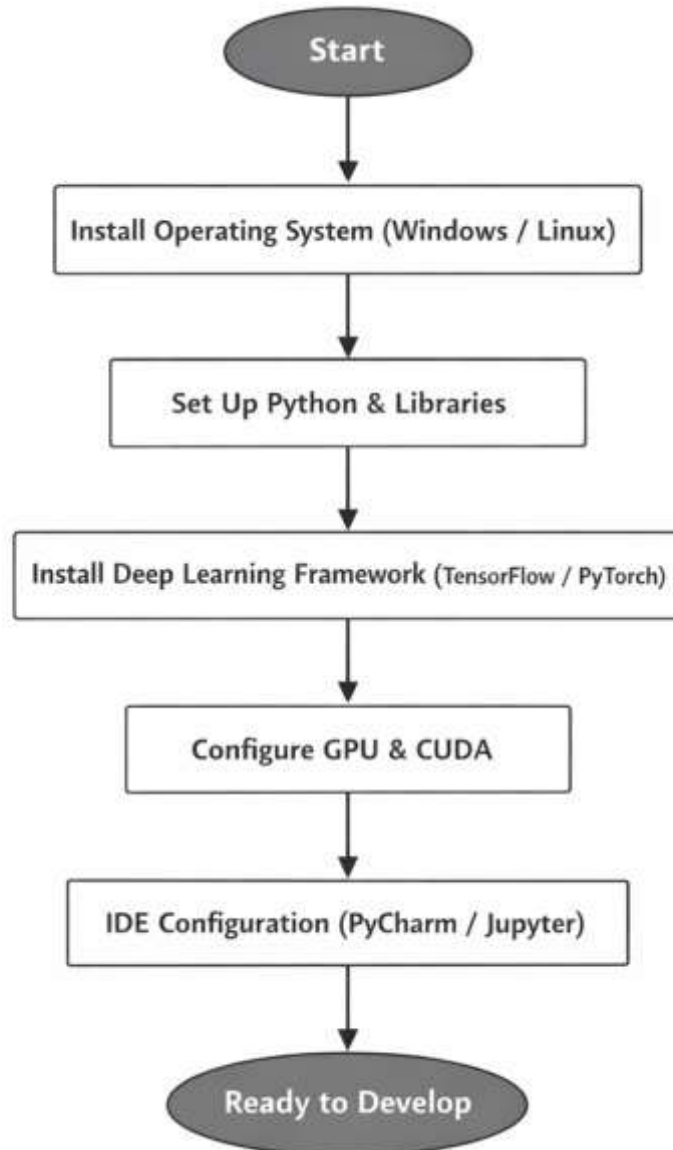 Start
Install Operating System (Windows / Linux)
Set Up Python & Libraries
Install Deep Learning Framework (TensorFlow / PyTorch)
Configure GPU & CUDA
IDE Configuration (PyCharm / Jupyter)
Ready to Develop